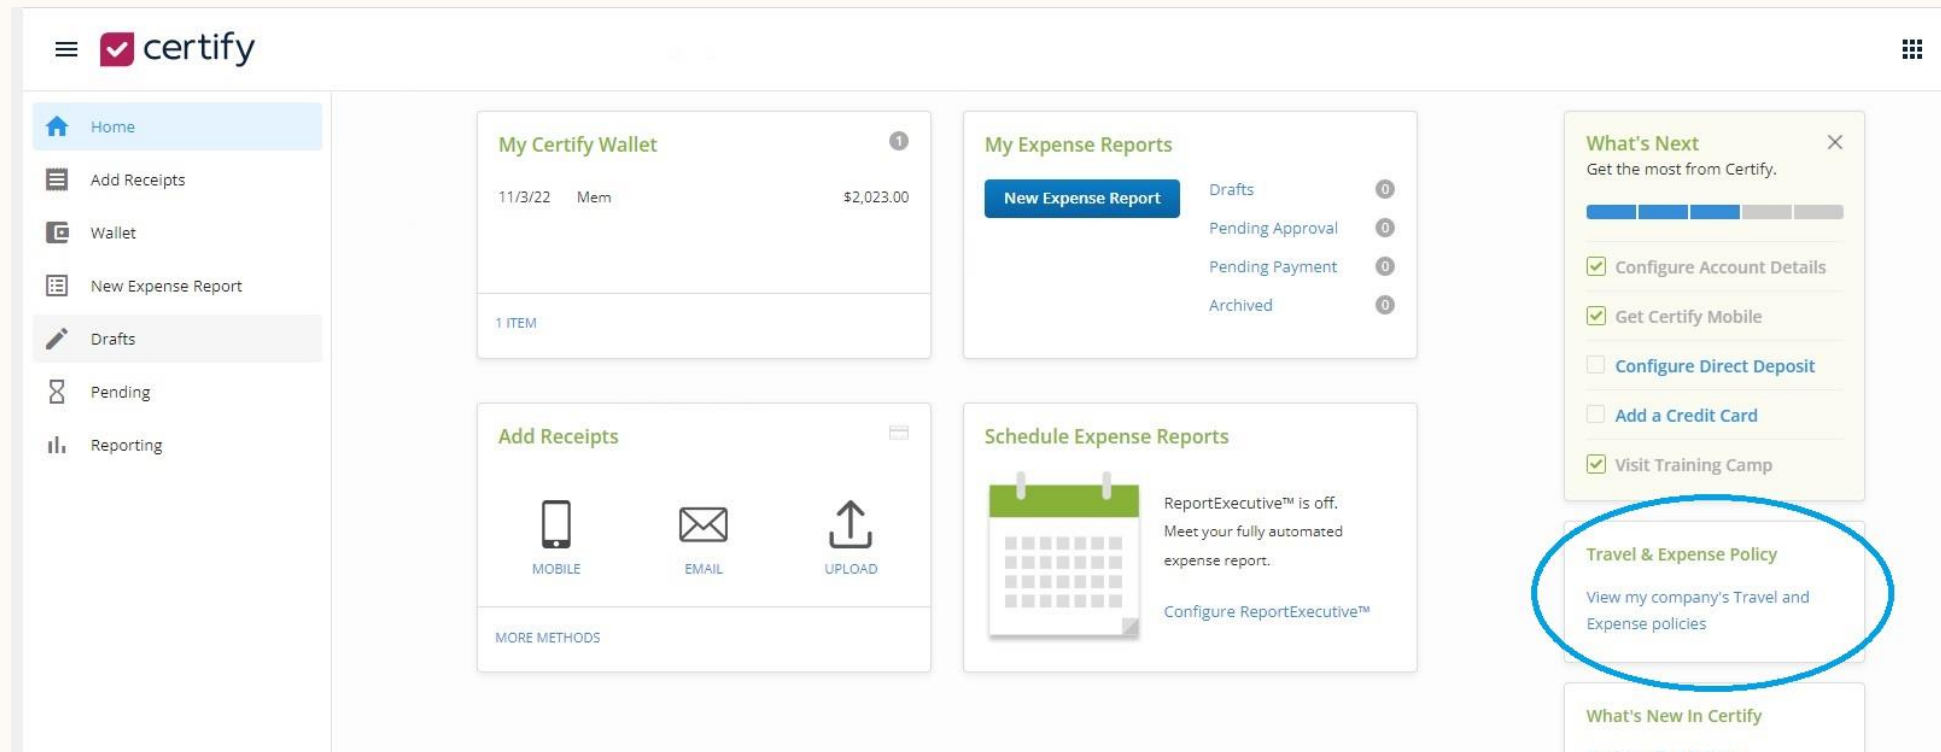 certify
Home
Add Receipts
Wallet
New Expense Report
Drafts
Pending
Reporting
My Certify Wallet 1
11/3/22 Mem $2,023.00
1 ITEM
My Expense Reports
New Expense Report
Drafts 0
Pending Approval 0
Pending Payment 0
Archived 0
Add Receipts
MOBILE EMAIL UPLOAD
MORE METHODS
Schedule Expense Reports
ReportExecutive™ is off.
Meet your fully automated
expense report.
Configure ReportExecutive™
What's Next
Get the most from Certify.
Configure Account Details
Get Certify Mobile
Configure Direct Deposit
Add a Credit Card
Visit Training Camp
Travel & Expense Policy
View my company's Travel and
Expense policies
What's New In Certify